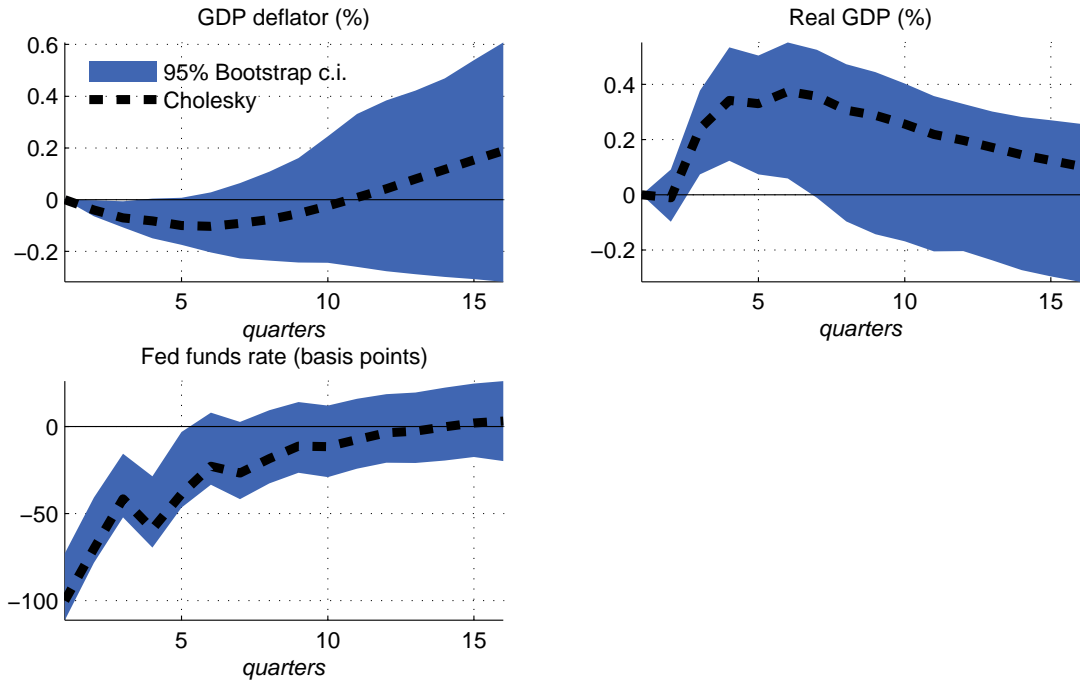 GDP deflator (%)
0.6
0.4
0.2
0
−0.2
95% Bootstrap c.i.
Cholesky
5
10
15
quarters
Real GDP (%)
0.4
0.2
0
0.2
5
10
15
quarters
Fed funds rate (basis points)
0
−50
−100
5
10
15
quarters